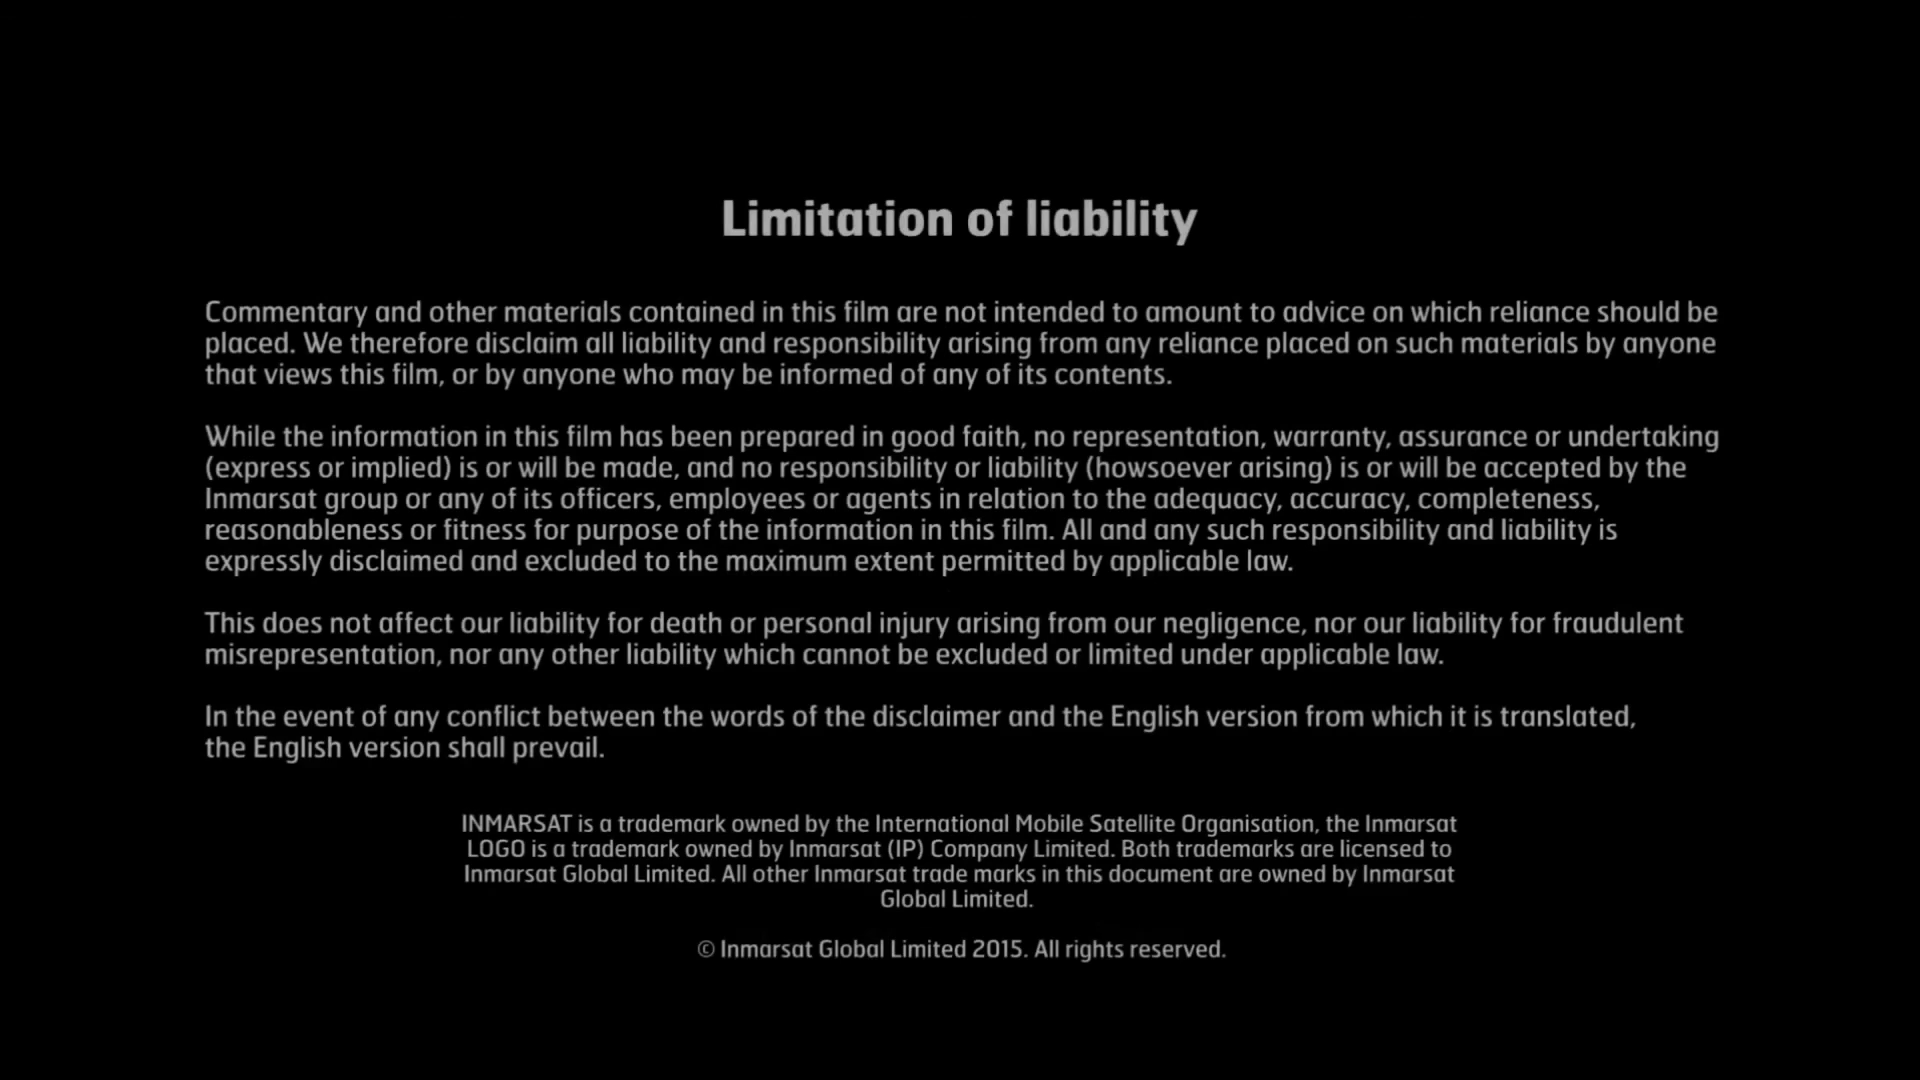 Limitation of liability
Commentary and other materials contained in this film are not intended to amount to advice on which reliance should be
placed. We therefore disclaim all liability and responsibility arising from any reliance placed on such materials by anyone
that views this film, or by anyone who may be informed of any of its contents.
While the information in this film has been prepared in good faith, no representation, warranty, assurance or undertaking
(express or implied) is or will be made, and no responsibility or liability (howsoever arising) is or will be accepted by the
Inmarsat group or any of its officers, employees or agents in relation to the adequacy, accuracy, completeness,
reasonableness or fitness for purpose of the information in this film. All and any such responsibility and liability is
expressly disclaimed and excluded to the maximum extent permitted by applicable law.
This does not affect our liability for death or personal injury arising from our negligence, nor our liability for fraudulent
misrepresentation, nor any other liability which cannot be excluded or limited under applicable law.
In the event of any conflict between the words of the disclaimer and the English version from which it is translated,
the English version shall prevail.
INMARSAT is a trademark owned by the International Mobile Satellite Organisation, the Inmarsat
LOGO is a trademark owned by Inmarsat (IP) Company Limited. Both trademarks are licensed to
Inmarsat Global Limited. All other Inmarsat trade marks in this document are owned by Inmarsat
Global Limited.
© Inmarsat Global Limited 2015. All rights reserved.